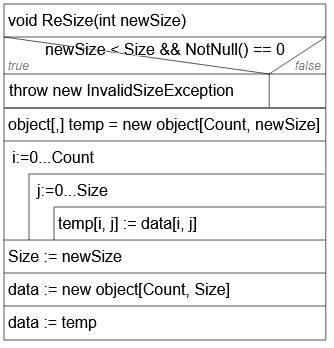 void ReSize(int newSize)
newSize < Size && NotNull() == 0
true
false
throw new InvalidSizeException
object[,] temp = new object[Count, newSize]
i:=0...Count
j:=0...Size
temp[i, j] := data[i, j]
Size := newSize
data := new object[Count, Size]
data := temp